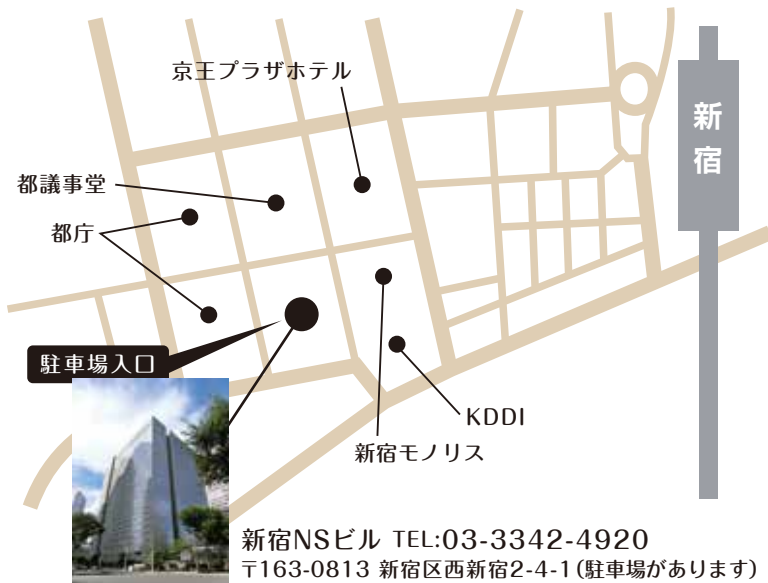 京王プラザホテル
新宿
都議事堂
都庁
駐車場入口
KDDI
新宿モノリス
新宿NSビル TEL:03-3342-4920
〒163-0813 新宿区西新宿2-4-1(駐車場があります)